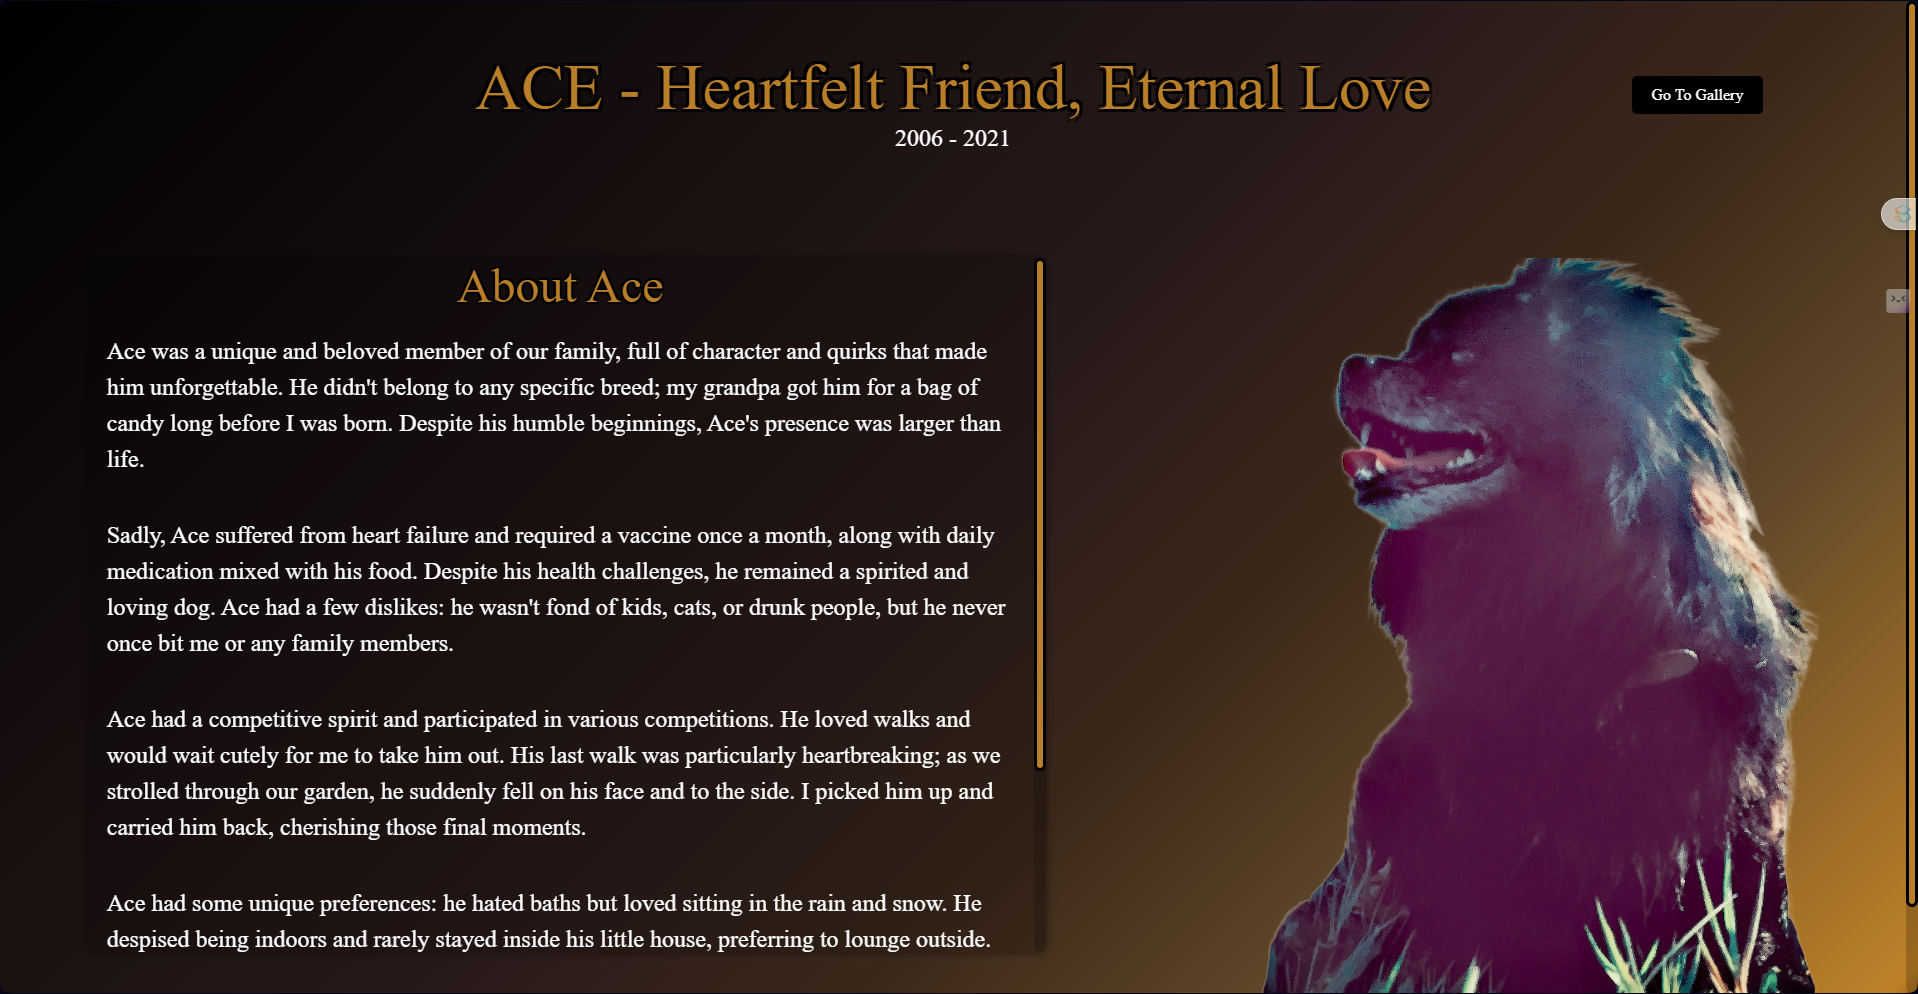 ACE - Heartfelt Friend, Eternal Love
2006 - 2021
Go To Gallery
About Ace
Ace was a unique and beloved member of our family, full of character and quirks that made
him unforgettable. He didn't belong to any specific breed; my grandpa got him for a bag of
candy long before I was born. Despite his humble beginnings, Ace's presence was larger than
life.
Sadly, Ace suffered from heart failure and required a vaccine once a month, along with daily
medication mixed with his food. Despite his health challenges, he remained a spirited and
loving dog. Ace had a few dislikes: he wasn't fond of kids, cats, or drunk people, but he never
once bit me or any family members.
Ace had a competitive spirit and participated in various competitions. He loved walks and
would wait cutely for me to take him out. His last walk was particularly heartbreaking; as we
strolled through our garden, he suddenly fell on his face and to the side. I picked him up and
carried him back, cherishing those final moments.
Ace had some unique preferences: he hated baths but loved sitting in the rain and snow. He
despised being indoors and rarely stayed inside his little house, preferring to lounge outside.